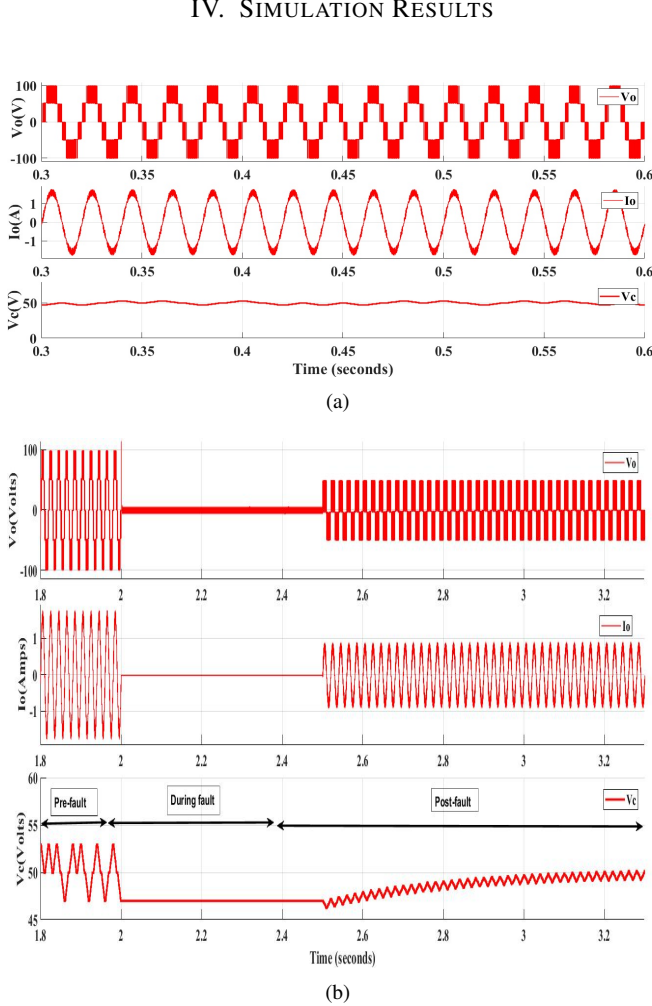 IV. SIMULATION RESULTS
100
0
-100
Vo(V)
Vo
0.3 0.35 0.4 0.45 0.5 0.55 0.6
1
0
-1
Io(A)
Io
0.3 0.35 0.4 0.45 0.5 0.55 0.6
50
0
Vc(V)
Vc
0.3 0.35 0.4 0.45 0.5 0.55 0.6
Time (seconds)
(a)
100
0
-100
Vo(Volts)
Vo
1.8 2 2.2 2.4 2.6 2.8 3 3.2
1
0
-1
Io(Amps)
Io
1.8 2 2.2 2.4 2.6 2.8 3 3.2
60
55
50
45
Vc(Volts)
Pre-fault
During fault
Post-fault
Vc
1.8 2 2.2 2.4 2.6 2.8 3 3.2
Time (seconds)
(b)